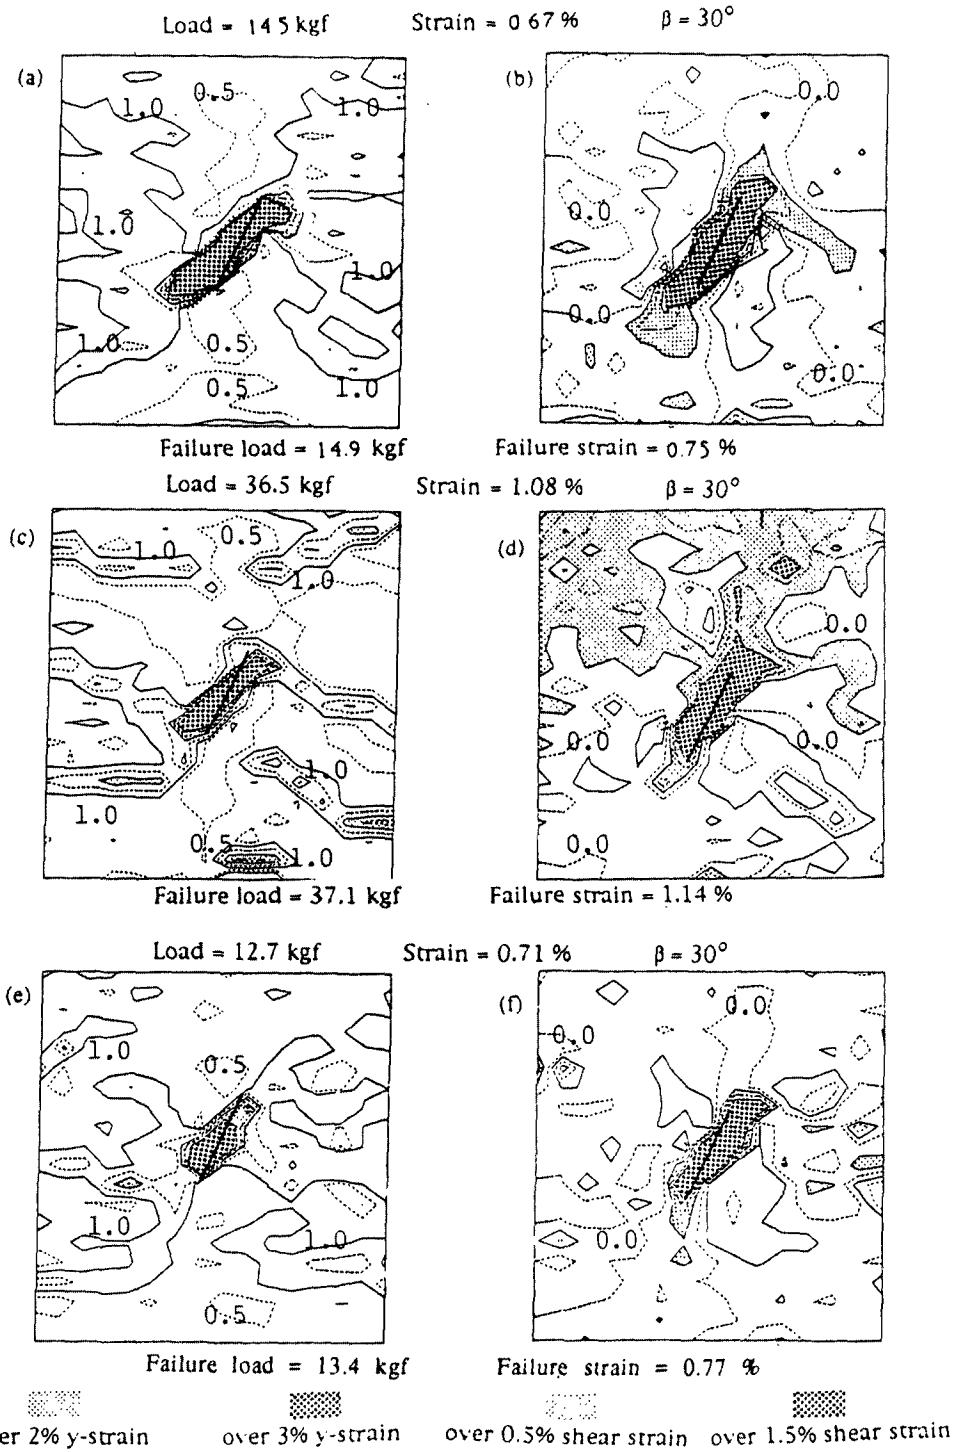 Load = 14 5 kgf Strain = 0 67 % β = 30°
(a) (b)
0.5 0.0
1.0 1.0
1.0 0.0
1.0
1.0 0.5 0.0
0.5 1.0 0.0
Failure load = 14.9 kgf Failure strain = 0.75 %
Load = 36.5 kgf Strain = 1.08 % β = 30°
(c) (d)
1.0 0.5
1.0 0.0
1.0 0.0 0.0
1.0
0.5 1.0 0.0
Failure load = 37.1 kgf Failure strain = 1.14 %
Load = 12.7 kgf Strain = 0.71 % β = 30°
(e) (f)
1.0 0.5 0.0 0.0
1.0 1.0 0.0
0.5
Failure load = 13.4 kgf Failure strain = 0.77 %
er 2% y-strain over 3% y-strain over 0.5% shear strain over 1.5% shear strain